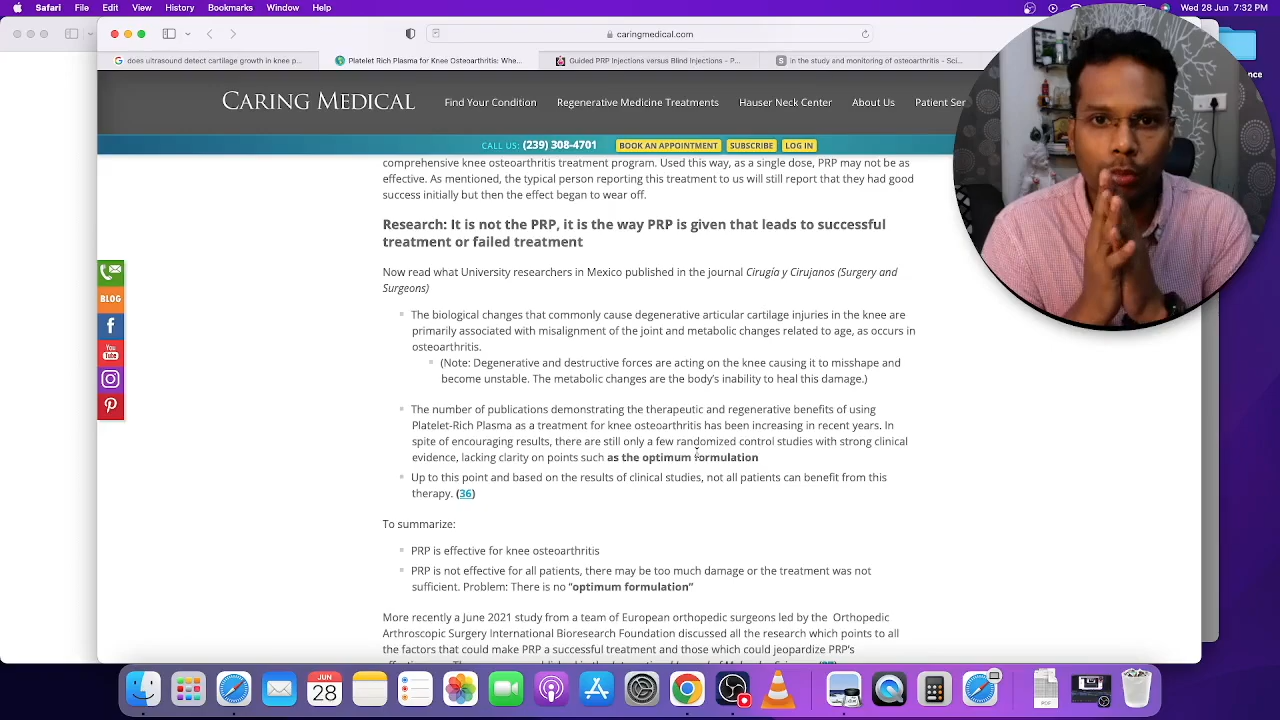 Safari File Edit View History Bookmarks Window Help
Wed 28 Jun 7:32 PM
caringmedical.com
does ultrasound detect cartilage growth in knee p...
Platelet Rich Plasma for Knee Osteoarthritis: Whe...
Guided PRP Injections versus Blind Injections - P...
in the study and monitoring of osteoarthritis - Sci...
CARING MEDICAL
Find Your Condition
Regenerative Medicine Treatments
Hauser Neck Center
About Us
Patient Ser
CALL US: (239) 308-4701
BOOK AN APPOINTMENT
SUBSCRIBE
LOG IN
comprehensive knee osteoarthritis treatment program. Used this way, as a single dose, PRP may not be as
effective. As mentioned, the typical person reporting this treatment to us will still report that they had good
success initially but then the effect began to wear off.
Research: It is not the PRP, it is the way PRP is given that leads to successful
treatment or failed treatment
Now read what University researchers in Mexico published in the journal Cirugía y Cirujanos (Surgery and
Surgeons)
The biological changes that commonly cause degenerative articular cartilage injuries in the knee are
primarily associated with misalignment of the joint and metabolic changes related to age, as occurs in
osteoarthritis.
(Note: Degenerative and destructive forces are acting on the knee causing it to misshape and
become unstable. The metabolic changes are the body's inability to heal this damage.)
The number of publications demonstrating the therapeutic and regenerative benefits of using
Platelet-Rich Plasma as a treatment for knee osteoarthritis has been increasing in recent years. In
spite of encouraging results, there are still only a few randomized control studies with strong clinical
evidence, lacking clarity on points such as the optimum formulation
Up to this point and based on the results of clinical studies, not all patients can benefit from this
therapy. (36)
To summarize:
PRP is effective for knee osteoarthritis
PRP is not effective for all patients, there may be too much damage or the treatment was not
sufficient. Problem: There is no "optimum formulation"
More recently a June 2021 study from a team of European orthopedic surgeons led by the Orthopedic
Arthroscopic Surgery International Bioresearch Foundation discussed all the research which points to all
the factors that could make PRP a successful treatment and those which could jeopardize PRP's
BLOG
You
Tube
JUN
28
PDF